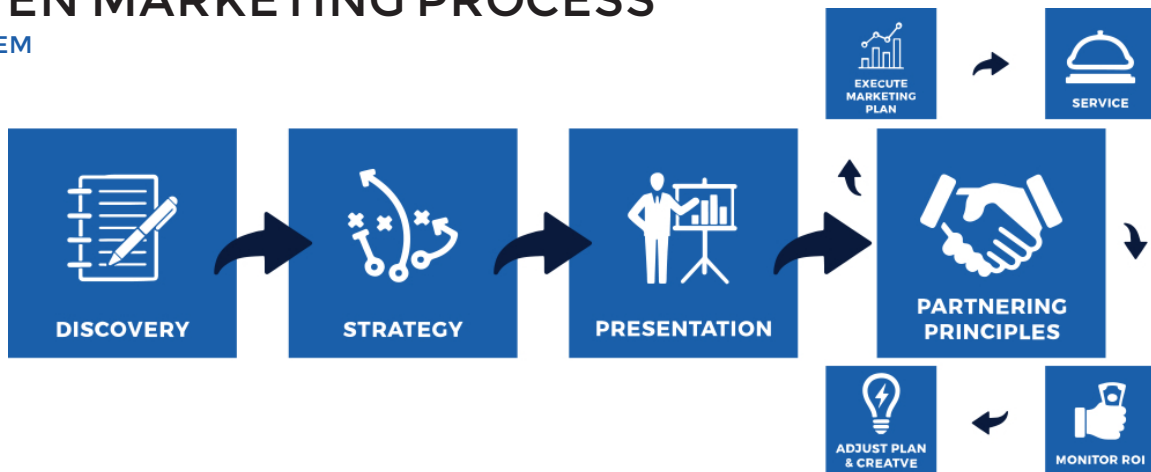 EN MARKETING PROCESS
EM
EXECUTE
MARKETING
PLAN
SERVICE
DISCOVERY
STRATEGY
PRESENTATION
PARTNERING
PRINCIPLES
ADJUST PLAN
& CREATVE
MONITOR ROI